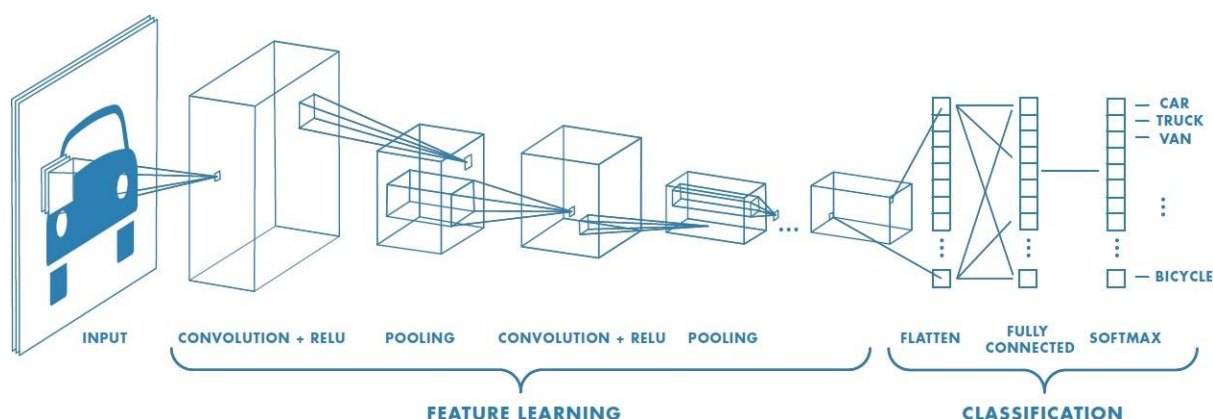 CAR
TRUCK
VAN
BICYCLE
INPUT
CONVOLUTION + RELU
POOLING
CONVOLUTION + RELU
POOLING
FLATTEN
FULLY
CONNECTED
SOFTMAX
FEATURE LEARNING
CLASSIFICATION